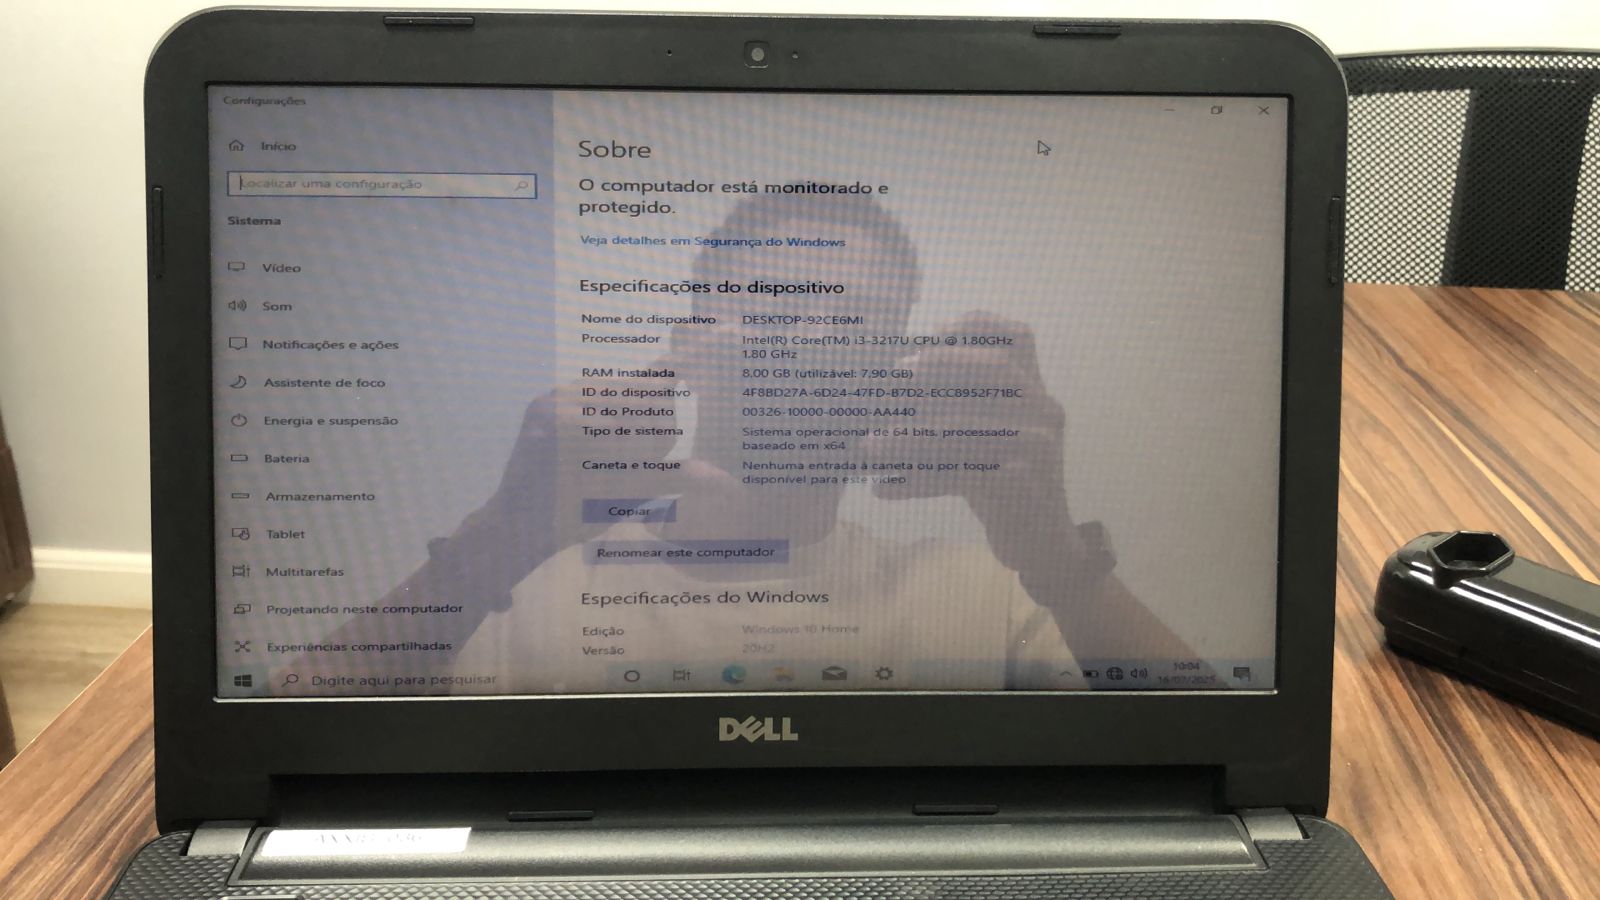 Configurações
Início
Localizar uma configuração
Sistema
Vídeo
Som
Notificações e ações
Assistente de foco
Energia e suspensão
Bateria
Armazenamento
Tablet
Multitarefas
Projetando neste computador
Experiências compartilhadas
Sobre
O computador está monitorado e
protegido.
Veja detalhes em Segurança do Windows
Especificações do dispositivo
Nome do dispositivo DESKTOP-92CE6MI
Processador Intel(R) Core(TM) i3-3217U CPU @ 1.80GHz
1.80 GHz
RAM instalada 8,00 GB (utilizável: 7,90 GB)
ID do dispositivo 4F8BD27A-6D24-47FD-B7D2-ECC8952F71BC
ID do Produto 00326-10000-00000-AA440
Tipo de sistema Sistema operacional de 64 bits, processador
baseado em x64
Caneta e toque Nenhuma entrada à caneta ou por toque
disponível para este vídeo
Copiar
Renomear este computador
Especificações do Windows
Edição Windows 10 Home
Versão 20H2
Digite aqui para pesquisar
10:04
16/07/2025
DELL